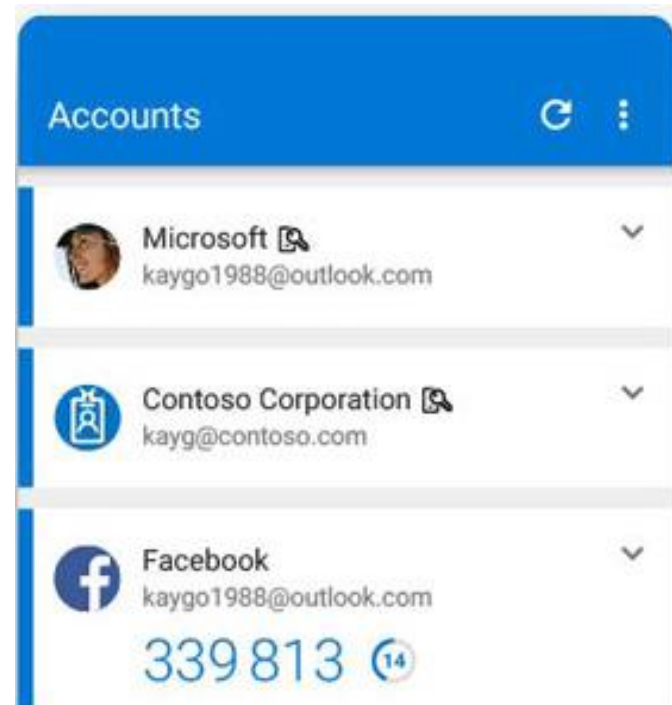 Accounts
Microsoft
kaygo1988@outlook.com
Contoso Corporation
kayg@contoso.com
Facebook
kaygo1988@outlook.com
339 813 14